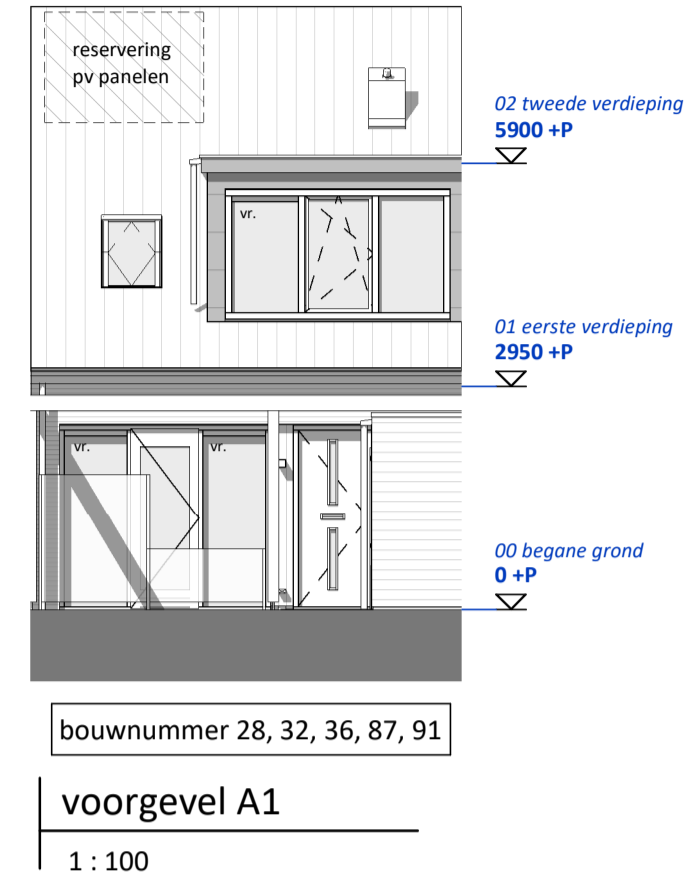 reservering
pv panelen
02 tweede verdieping
5900 +P
vr.
01 eerste verdieping
2950 +P
vr.
vr.
00 begane grond
0 +P
bouwnummer 28, 32, 36, 87, 91
voorgevel A1
1 : 100